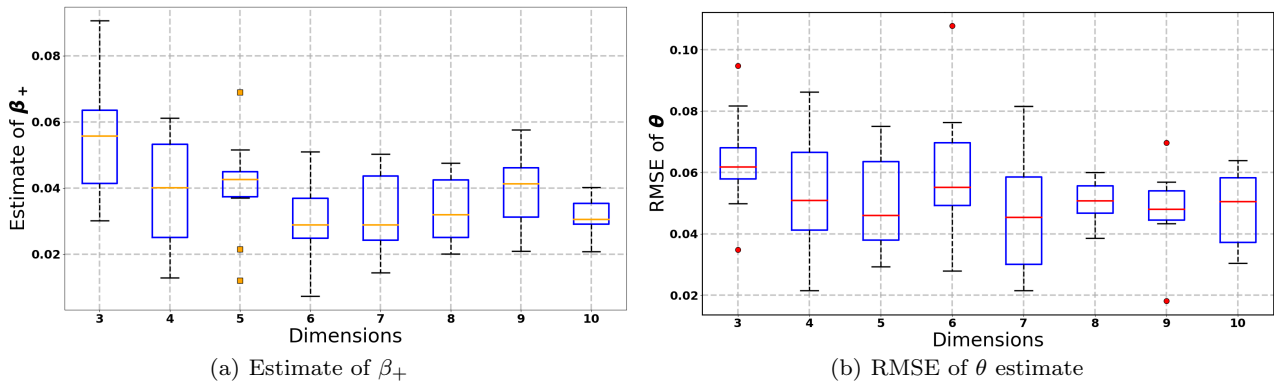 0.08
0.06
0.04
0.02
Estimate of β₊
3 4 5 6 7 8 9 10
Dimensions
(a) Estimate of β₊
0.10
0.08
0.06
0.04
0.02
RMSE of θ
3 4 5 6 7 8 9 10
Dimensions
(b) RMSE of θ estimate